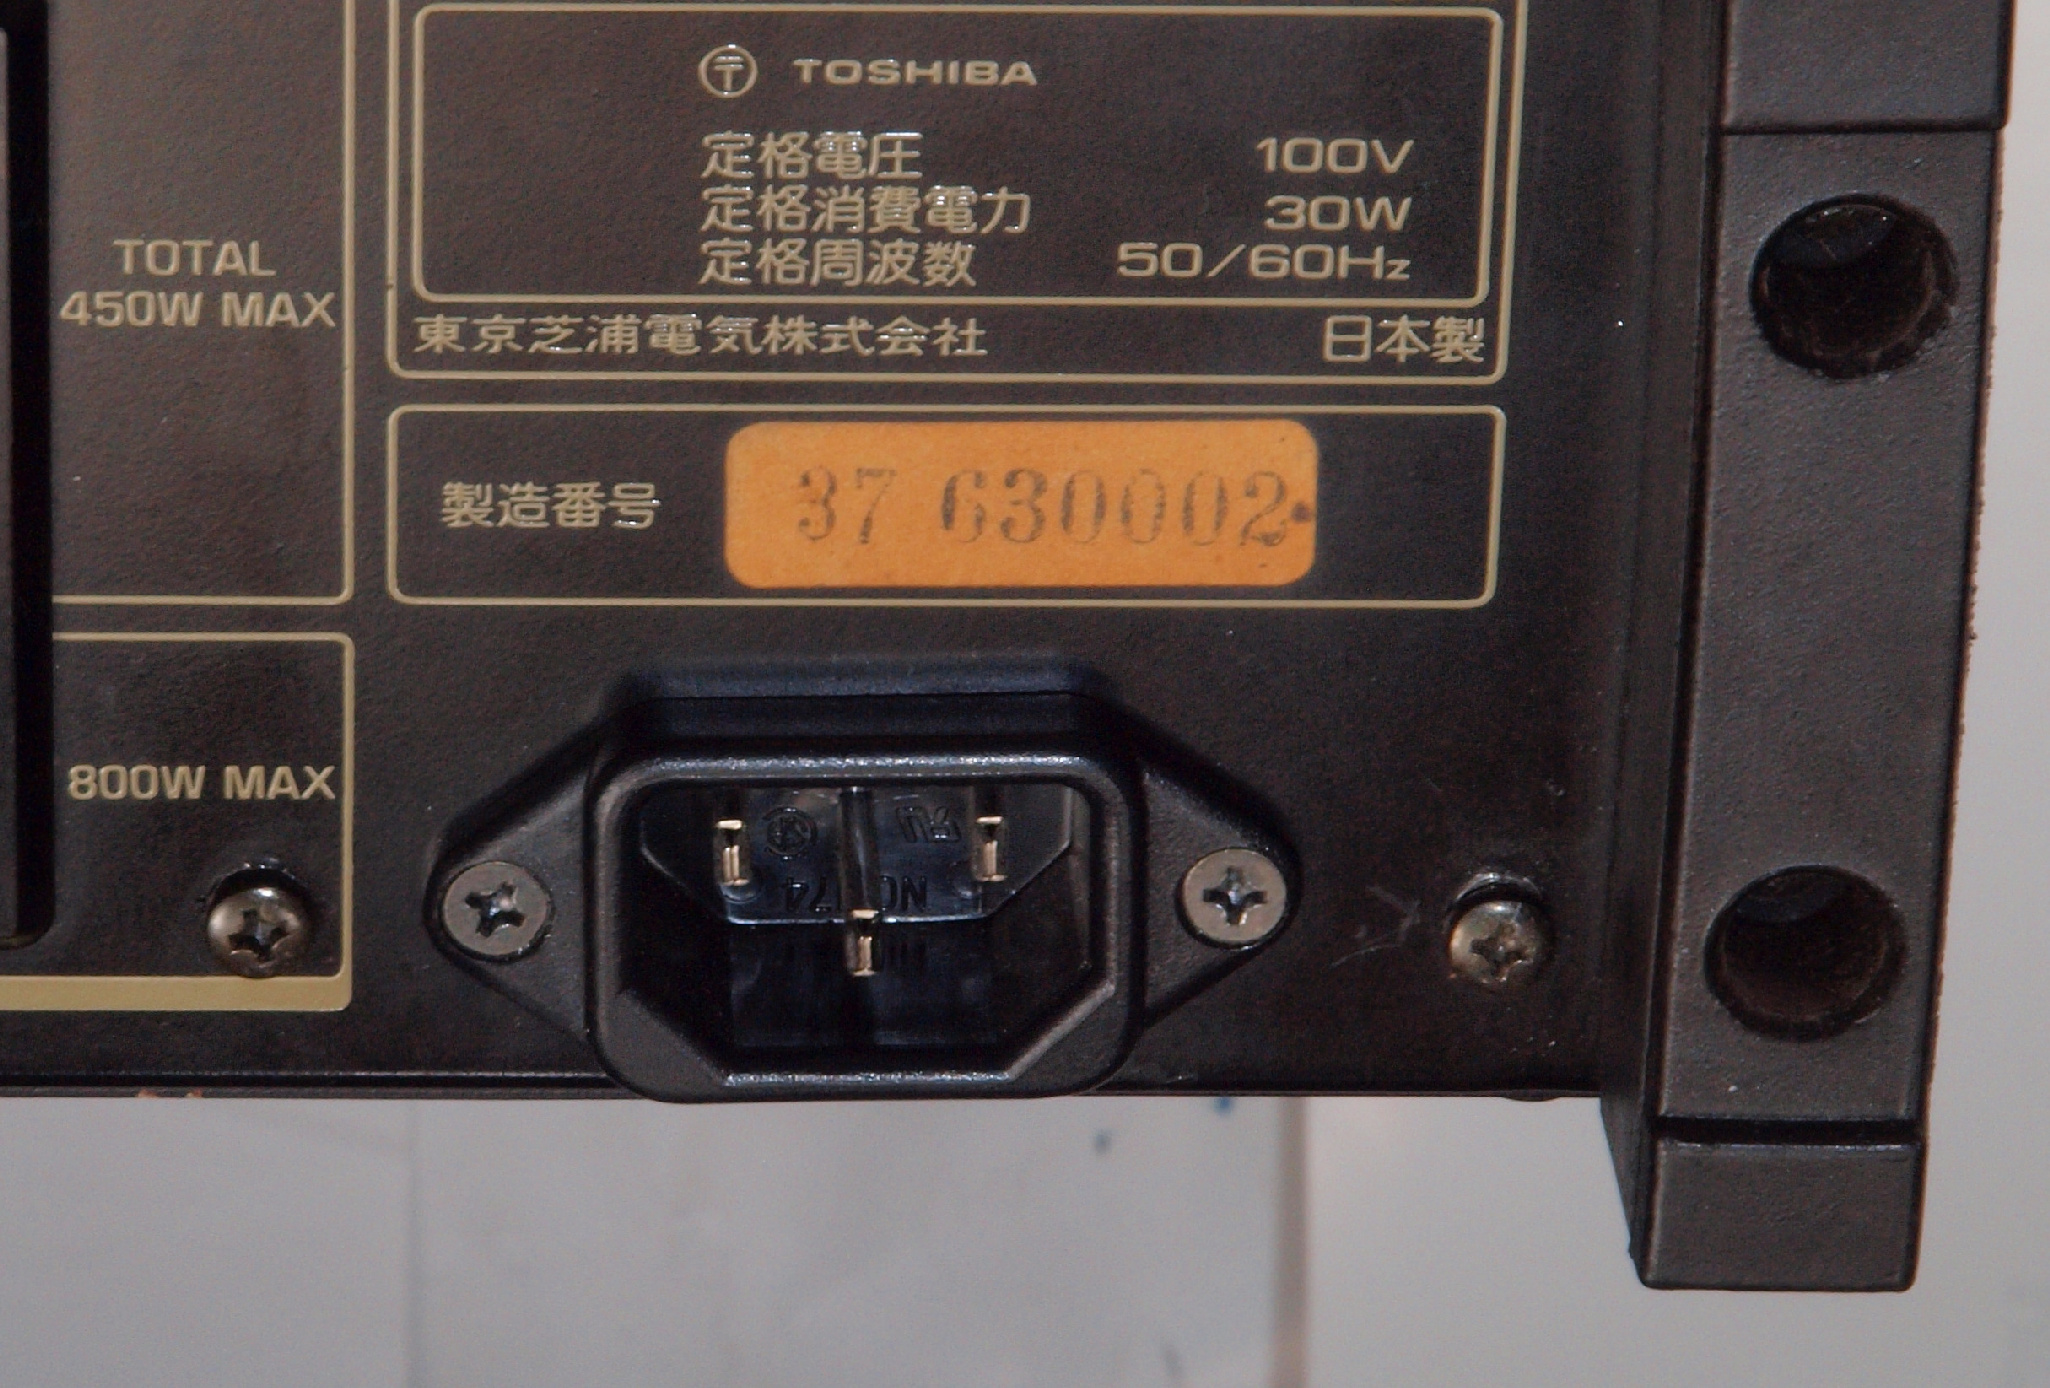 TOTAL
450W MAX
800W MAX
〒 TOSHIBA
定格電圧 100V
定格消費電力 30W
定格周波数 50/60Hz
東京芝浦電気株式会社 日本製
製造番号 37 630002